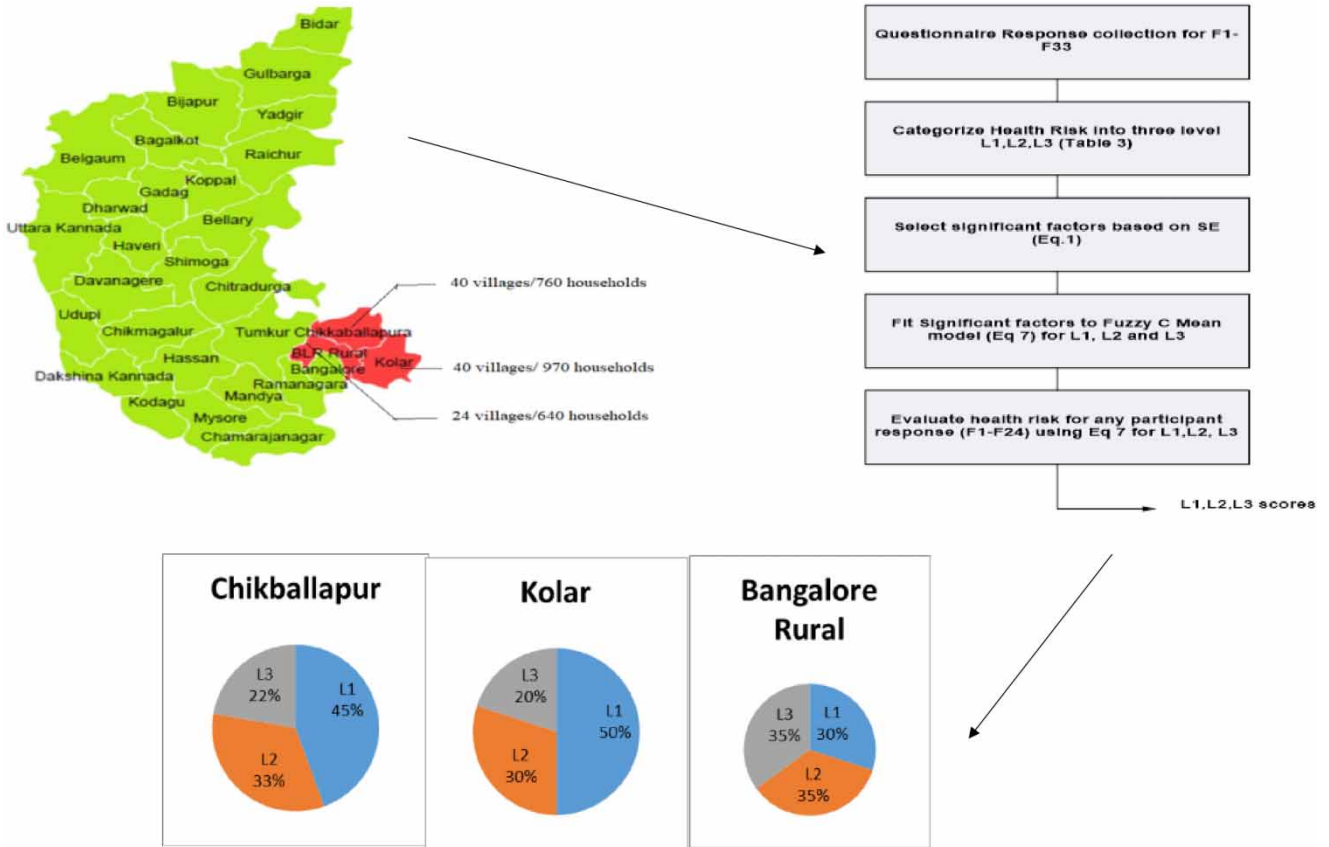 Bidar
Gulbarga
Bijapur
Yadgir
Bagalkot
Belgaum
Raichur
Koppal
Gadag
Dharwad
Bellary
Uttara Kannada
Haveri
Shimoga
Davanagere
Chitradurga
Udupi
Chikmagalur
Tumkur
Chikkaballapura
Hassan
BLR Rural
Kolar
Bangalore
Dakshina Kannada
Ramanagara
Kodagu
Mandya
Mysore
Chamarajanagar
40 villages/760 households
40 villages/ 970 households
24 villages/640 households
Questionnaire Response collection for F1-
F33
Categorize Health Risk into three level
L1,L2,L3 (Table 3)
Select significant factors based on SE
(Eq.1)
Fit Significant factors to Fuzzy C Mean
model (Eq 7) for L1, L2 and L3
Evaluate health risk for any participant
response (F1-F24) using Eq 7 for L1,L2, L3
L1,L2,L3 scores
Chikballapur
L3
22%
L1
45%
L2
33%
Kolar
L3
20%
L1
50%
L2
30%
Bangalore
Rural
L3
35%
L1
30%
L2
35%